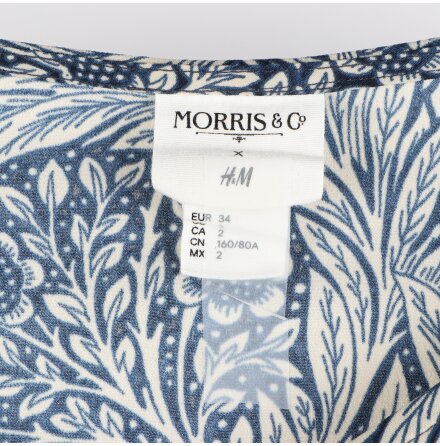 MORRIS & Co
x
H&M
EUR 34
CA 2
CN 160/80A
MX 2